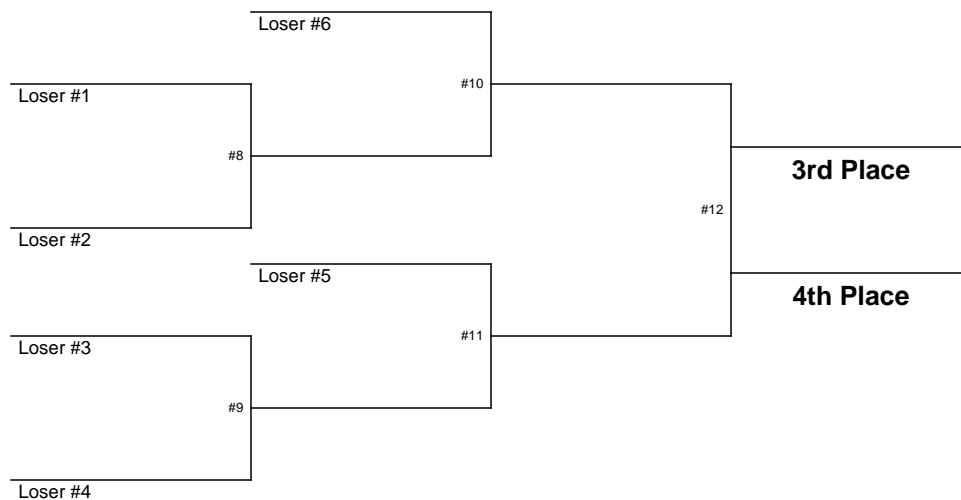 Loser #6
#10
Loser #1
#8
3rd Place
#12
Loser #2
Loser #5
4th Place
#11
Loser #3
#9
Loser #4